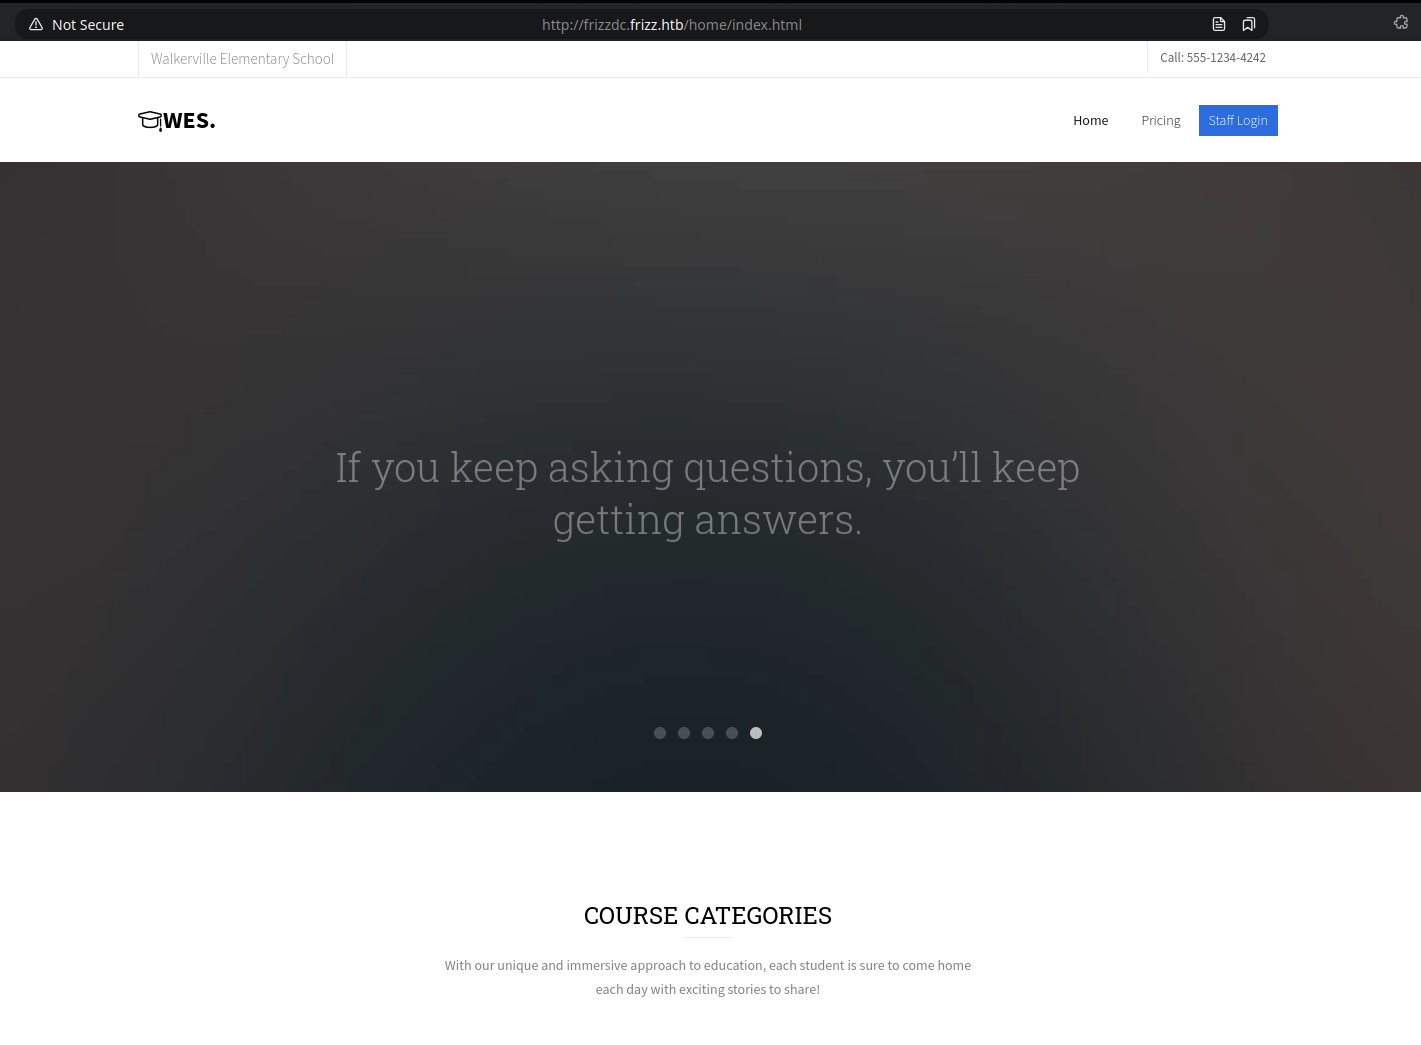 Not Secure
http://frizzdc.frizz.htb/home/index.html
Walkerville Elementary School
Call: 555-1234-4242
WES.
Home
Pricing
Staff Login
If you keep asking questions, you’ll keep
getting answers.
COURSE CATEGORIES
With our unique and immersive approach to education, each student is sure to come home
each day with exciting stories to share!